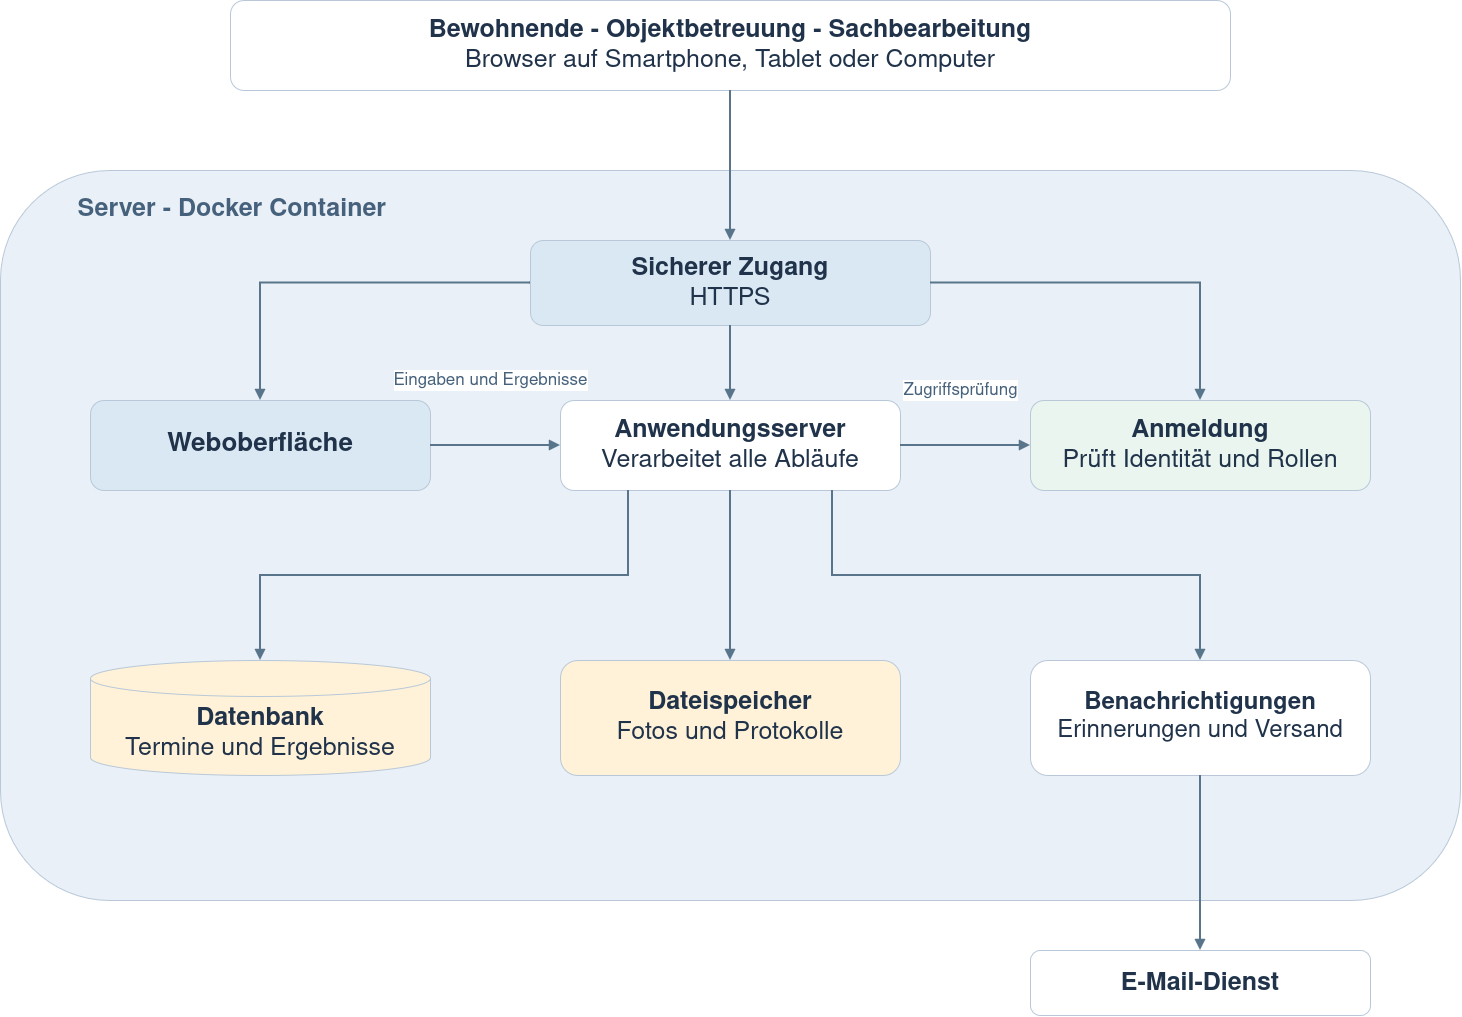 Bewohnende - Objektbetreuung - Sachbearbeitung
Browser auf Smartphone, Tablet oder Computer
Server - Docker Container
Sicherer Zugang
HTTPS
Eingaben und Ergebnisse
Zugriffsprüfung
Weboberfläche
Anwendungsserver
Verarbeitet alle Abläufe
Anmeldung
Prüft Identität und Rollen
Datenbank
Termine und Ergebnisse
Dateispeicher
Fotos und Protokolle
Benachrichtigungen
Erinnerungen und Versand
E-Mail-Dienst